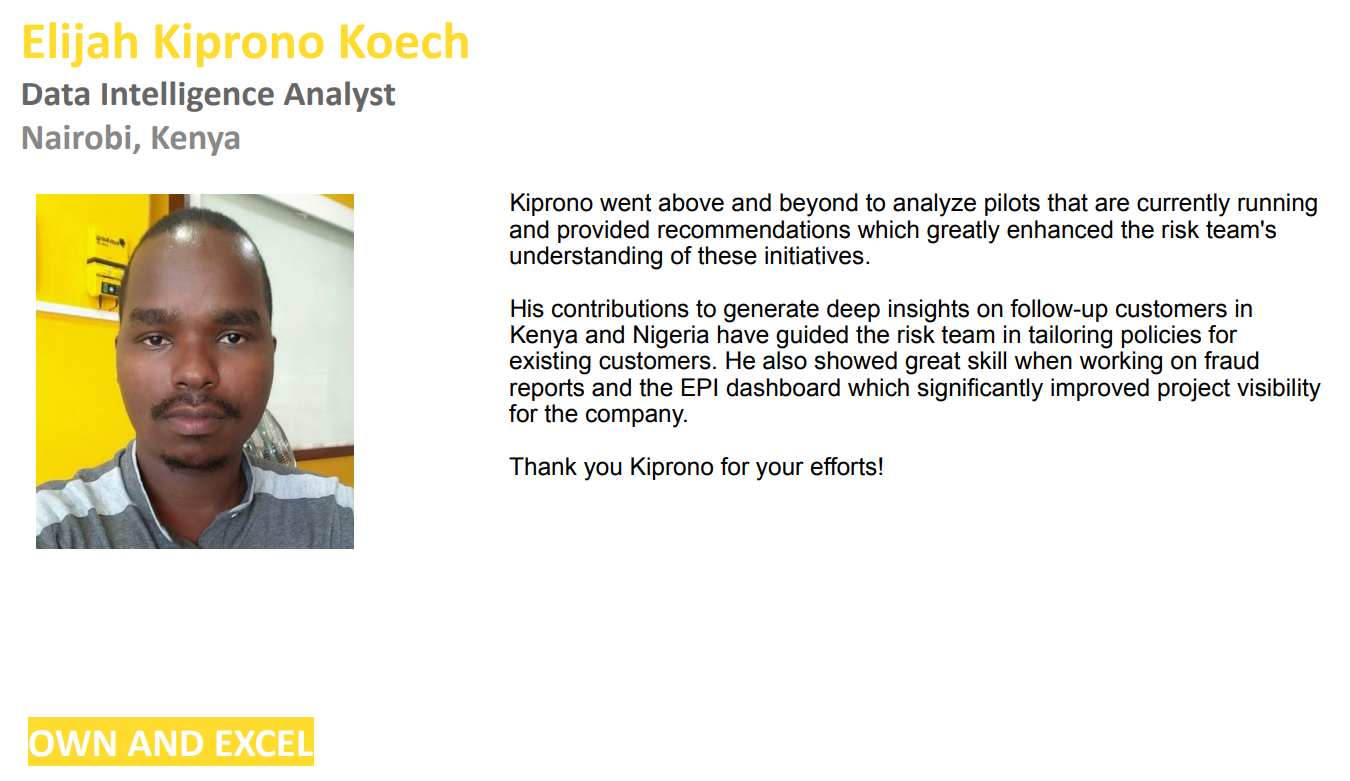 Elijah Kiprono Koech
Data Intelligence Analyst
Nairobi, Kenya
Kiprono went above and beyond to analyze pilots that are currently running
and provided recommendations which greatly enhanced the risk team's
understanding of these initiatives.
His contributions to generate deep insights on follow-up customers in
Kenya and Nigeria have guided the risk team in tailoring policies for
existing customers. He also showed great skill when working on fraud
reports and the EPI dashboard which significantly improved project visibility
for the company.
Thank you Kiprono for your efforts!
OWN AND EXCEL